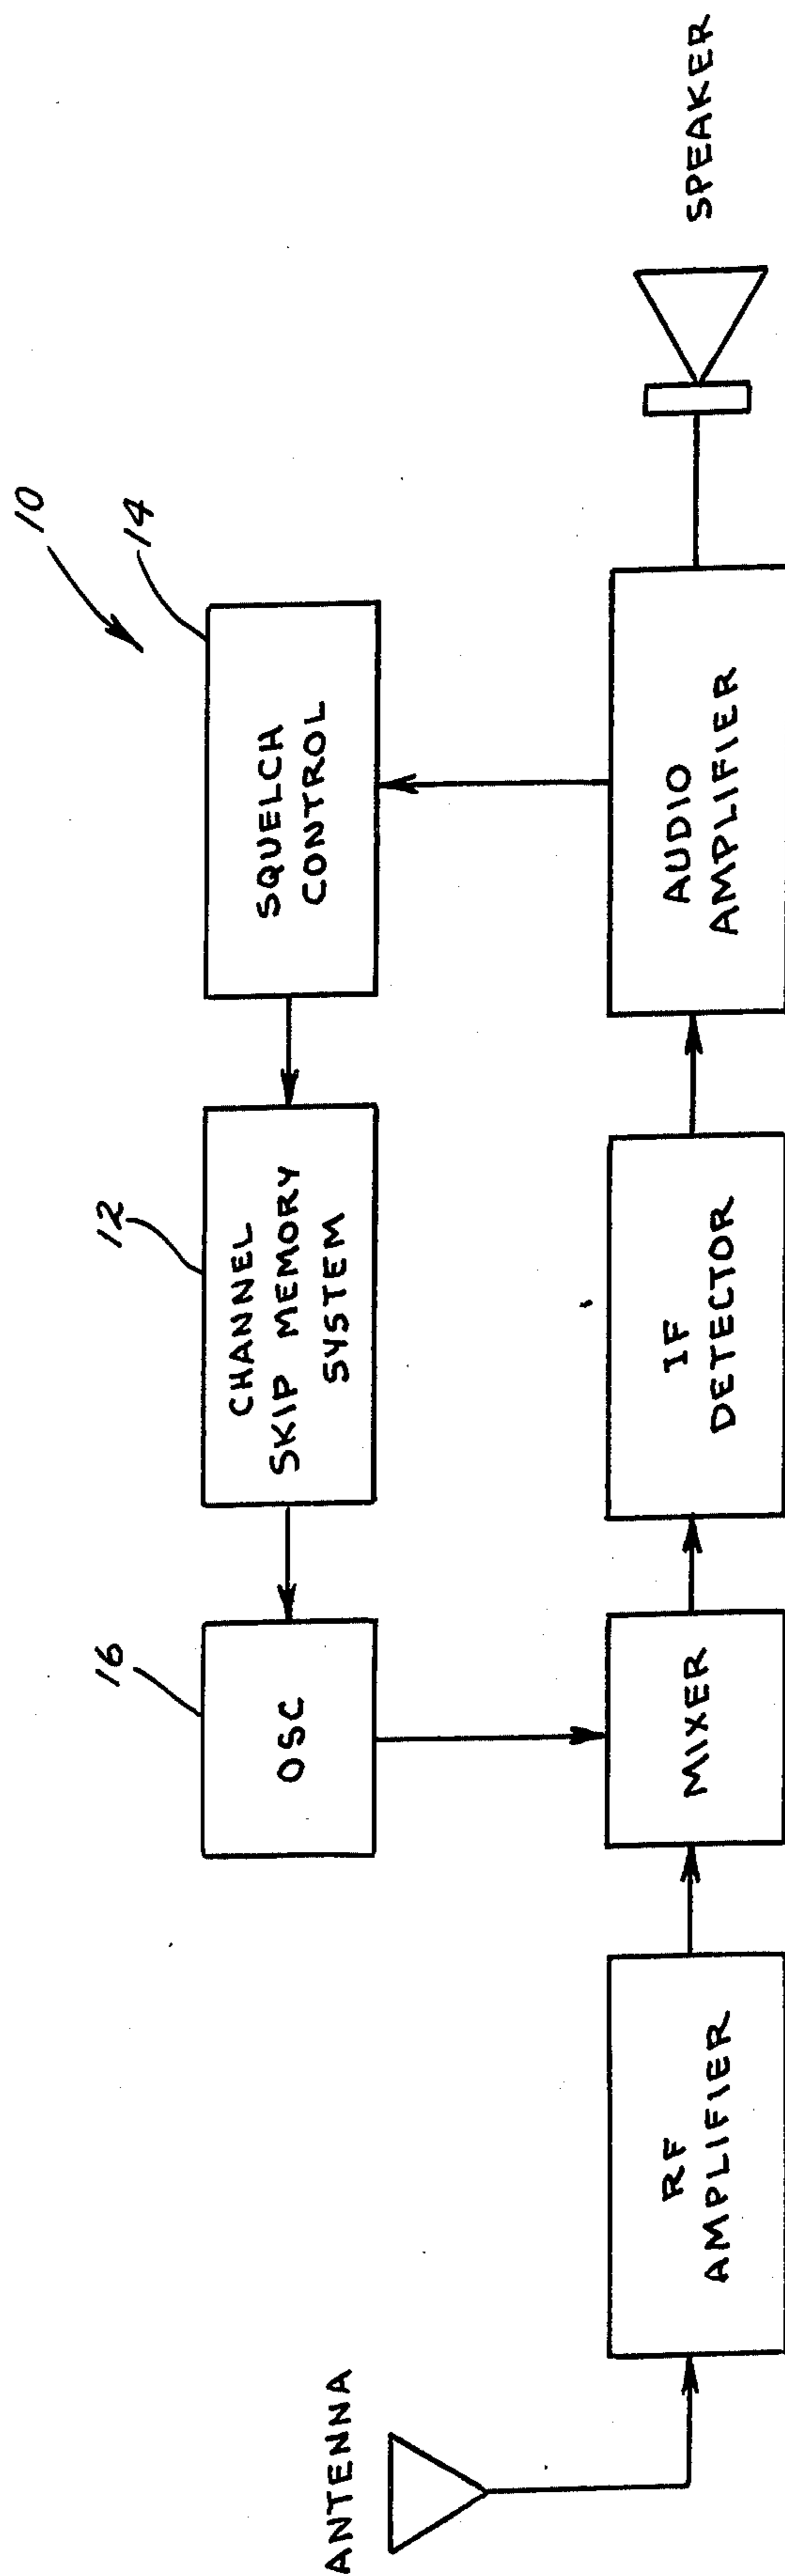 10
14
SQUELCH
CONTROL
12
CHANNEL
SKIP MEMORY
SYSTEM
16
OSC
ANTENNA
RF
AMPLIFIER
MIXER
IF
DETECTOR
AUDIO
AMPLIFIER
SPEAKER